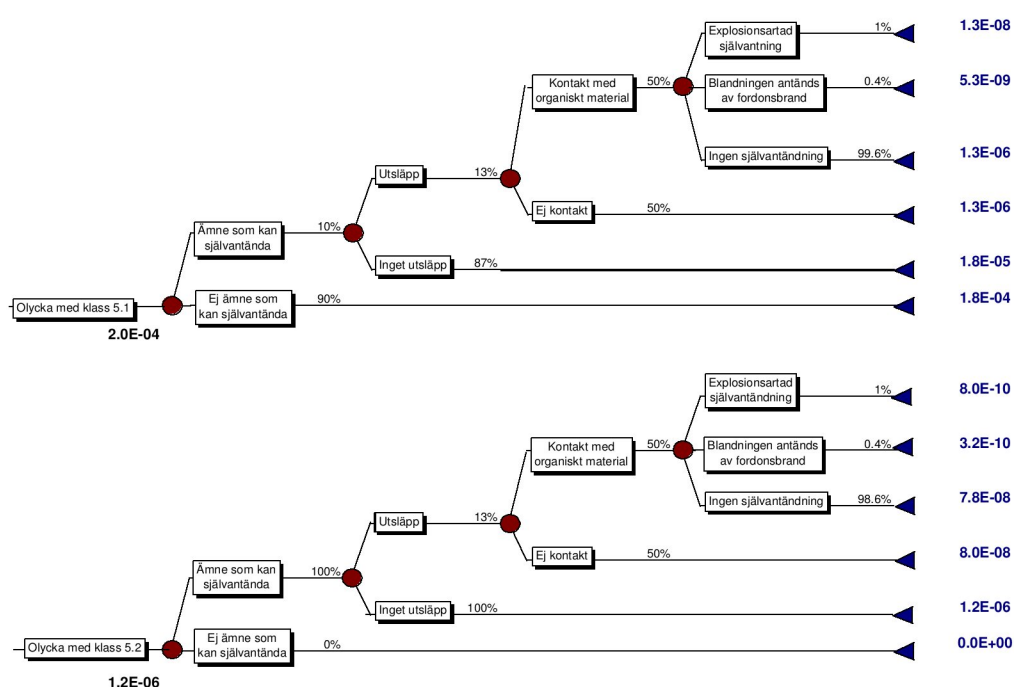 Explosionsartad
självantning
1%
1.3E-08
Kontakt med
organiskt material
50%
Blandningen antänds
av fordonsbrand
0.4%
5.3E-09
Ingen självantändning
99.6%
1.3E-06
Utsläpp
13%
Ej kontakt
50%
1.3E-06
Ämne som kan
självantända
10%
Inget utsläpp
87%
1.8E-05
Olycka med klass 5.1
Ej ämne som
kan självantända
90%
1.8E-04
2.0E-04
Explosionsartad
självantändning
1%
8.0E-10
Kontakt med
organiskt material
50%
Blandningen antänds
av fordonsbrand
0.4%
3.2E-10
Ingen självantändning
98.6%
7.8E-08
Utsläpp
13%
Ej kontakt
50%
8.0E-08
Ämne som kan
självantända
100%
Inget utsläpp
100%
1.2E-06
Olycka med klass 5.2
Ej ämne som
kan självantända
0%
0.0E+00
1.2E-06